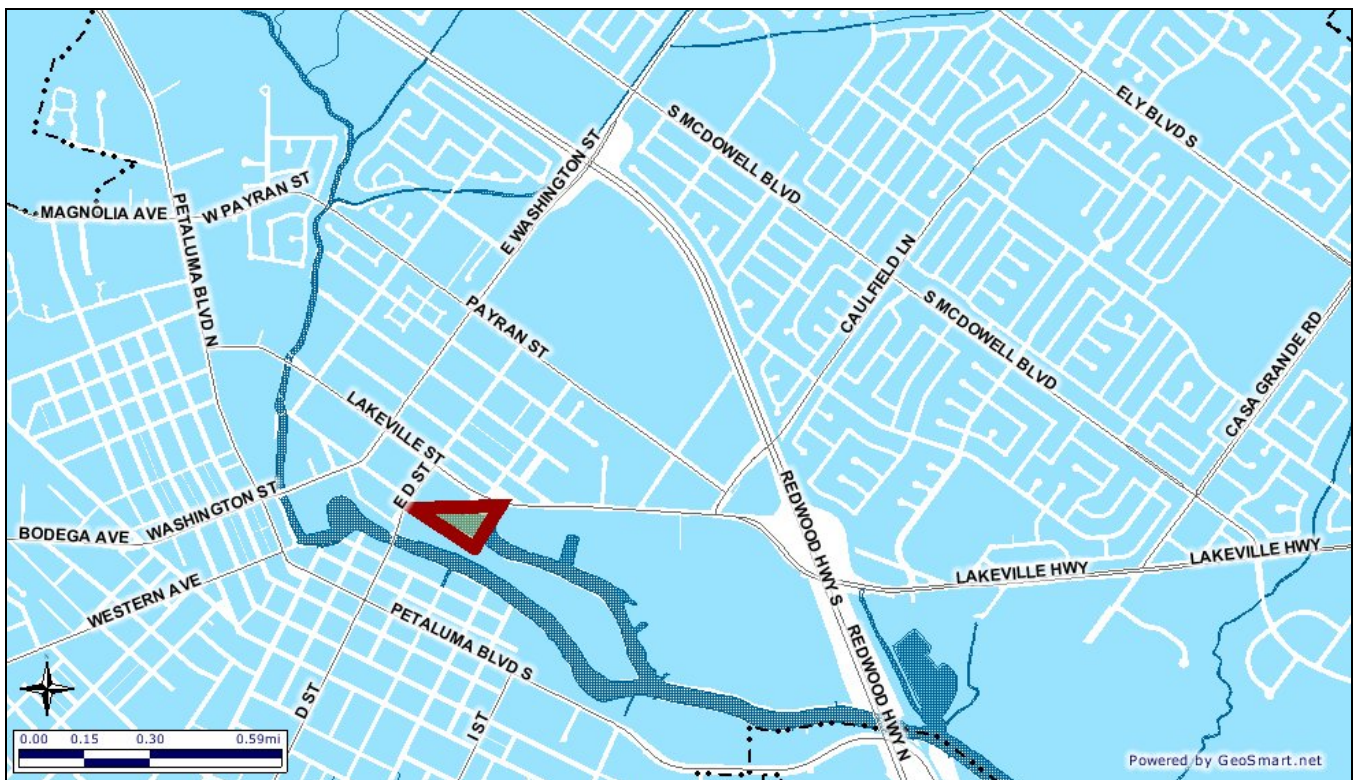 ELY BLVD S
S MCDOWELL BLVD
E WASHINGTON ST
MAGNOLIA AVE
W PAYRAN ST
PETALUMA BLVD N
CAULFIELD LN
PAYRAN ST
S MCDOWELL BLVD
CASA GRANDE RD
LAKEVILLE ST
E D ST
WASHINGTON ST
BODEGA AVE
REDWOOD HWY S
LAKEVILLE HWY
LAKEVILLE HWY
WESTERN AVE
PETALUMA BLVD S
REDWOOD HWY N
D ST
I ST
0.00 0.15 0.30 0.59mi
Powered by GeoSmart.net